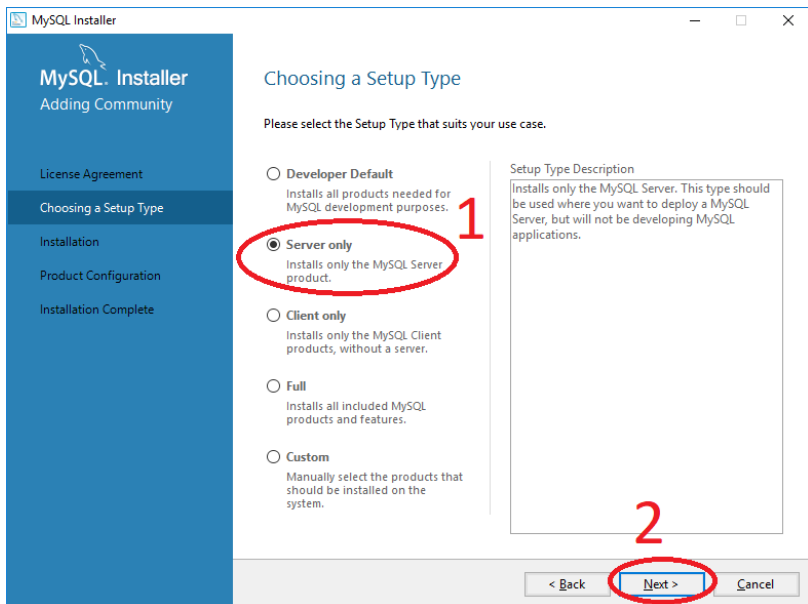 MySQL Installer
MySQL. Installer
Adding Community
License Agreement
Choosing a Setup Type
Installation
Product Configuration
Installation Complete
Choosing a Setup Type
Please select the Setup Type that suits your use case.
Developer Default
Installs all products needed for
MySQL development purposes.
1
Server only
Installs only the MySQL Server
product.
Client only
Installs only the MySQL Client
products, without a server.
Full
Installs all included MySQL
products and features.
Custom
Manually select the products that
should be installed on the
system.
Setup Type Description
Installs only the MySQL Server. This type should
be used where you want to deploy a MySQL
Server, but will not be developing MySQL
applications.
2
< Back
Next >
Cancel